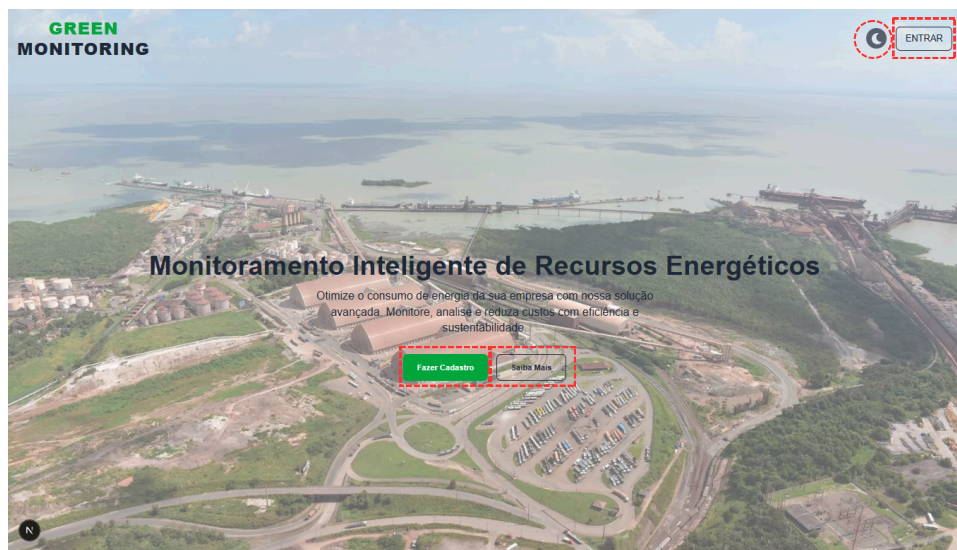 GREEN
MONITORING
ENTRAR
Monitoramento Inteligente de Recursos Energéticos
Otimize o consumo de energia da sua empresa com nossa solução
avançada. Monitore, analise e reduza custos com eficiência e
sustentabilidade.
Fazer Cadastro
Saiba Mais
N